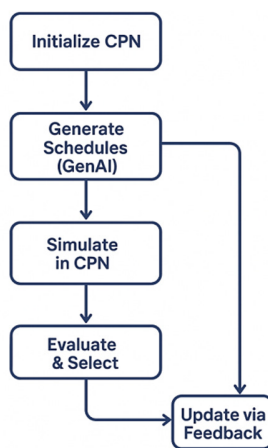 Initialize CPN
Generate
Schedules
(GenAI)
Simulate
in CPN
Evaluate
& Select
Update via
Feedback